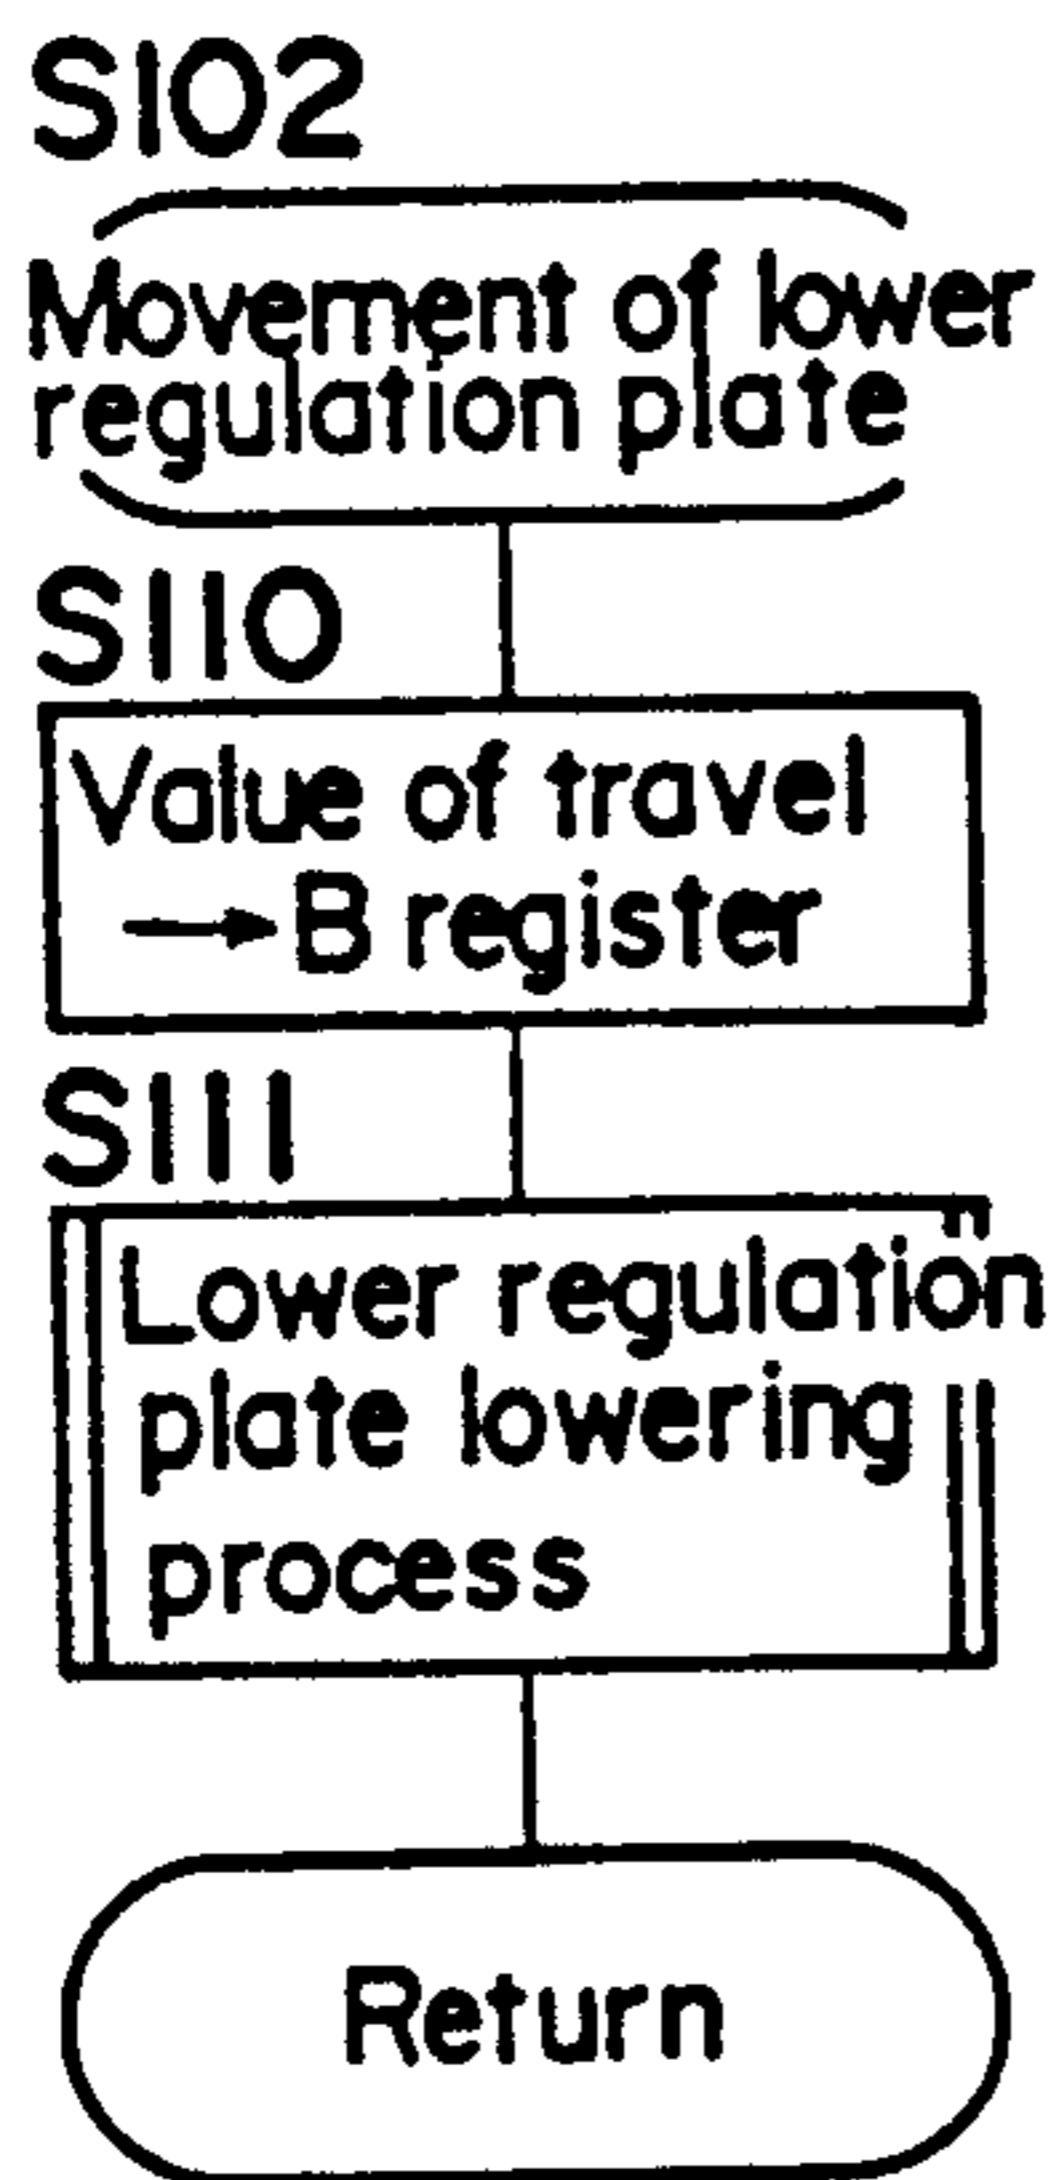 S102
Movement of lower
regulation plate
S110
Value of travel
→ B register
S111
Lower regulation
plate lowering
process
Return